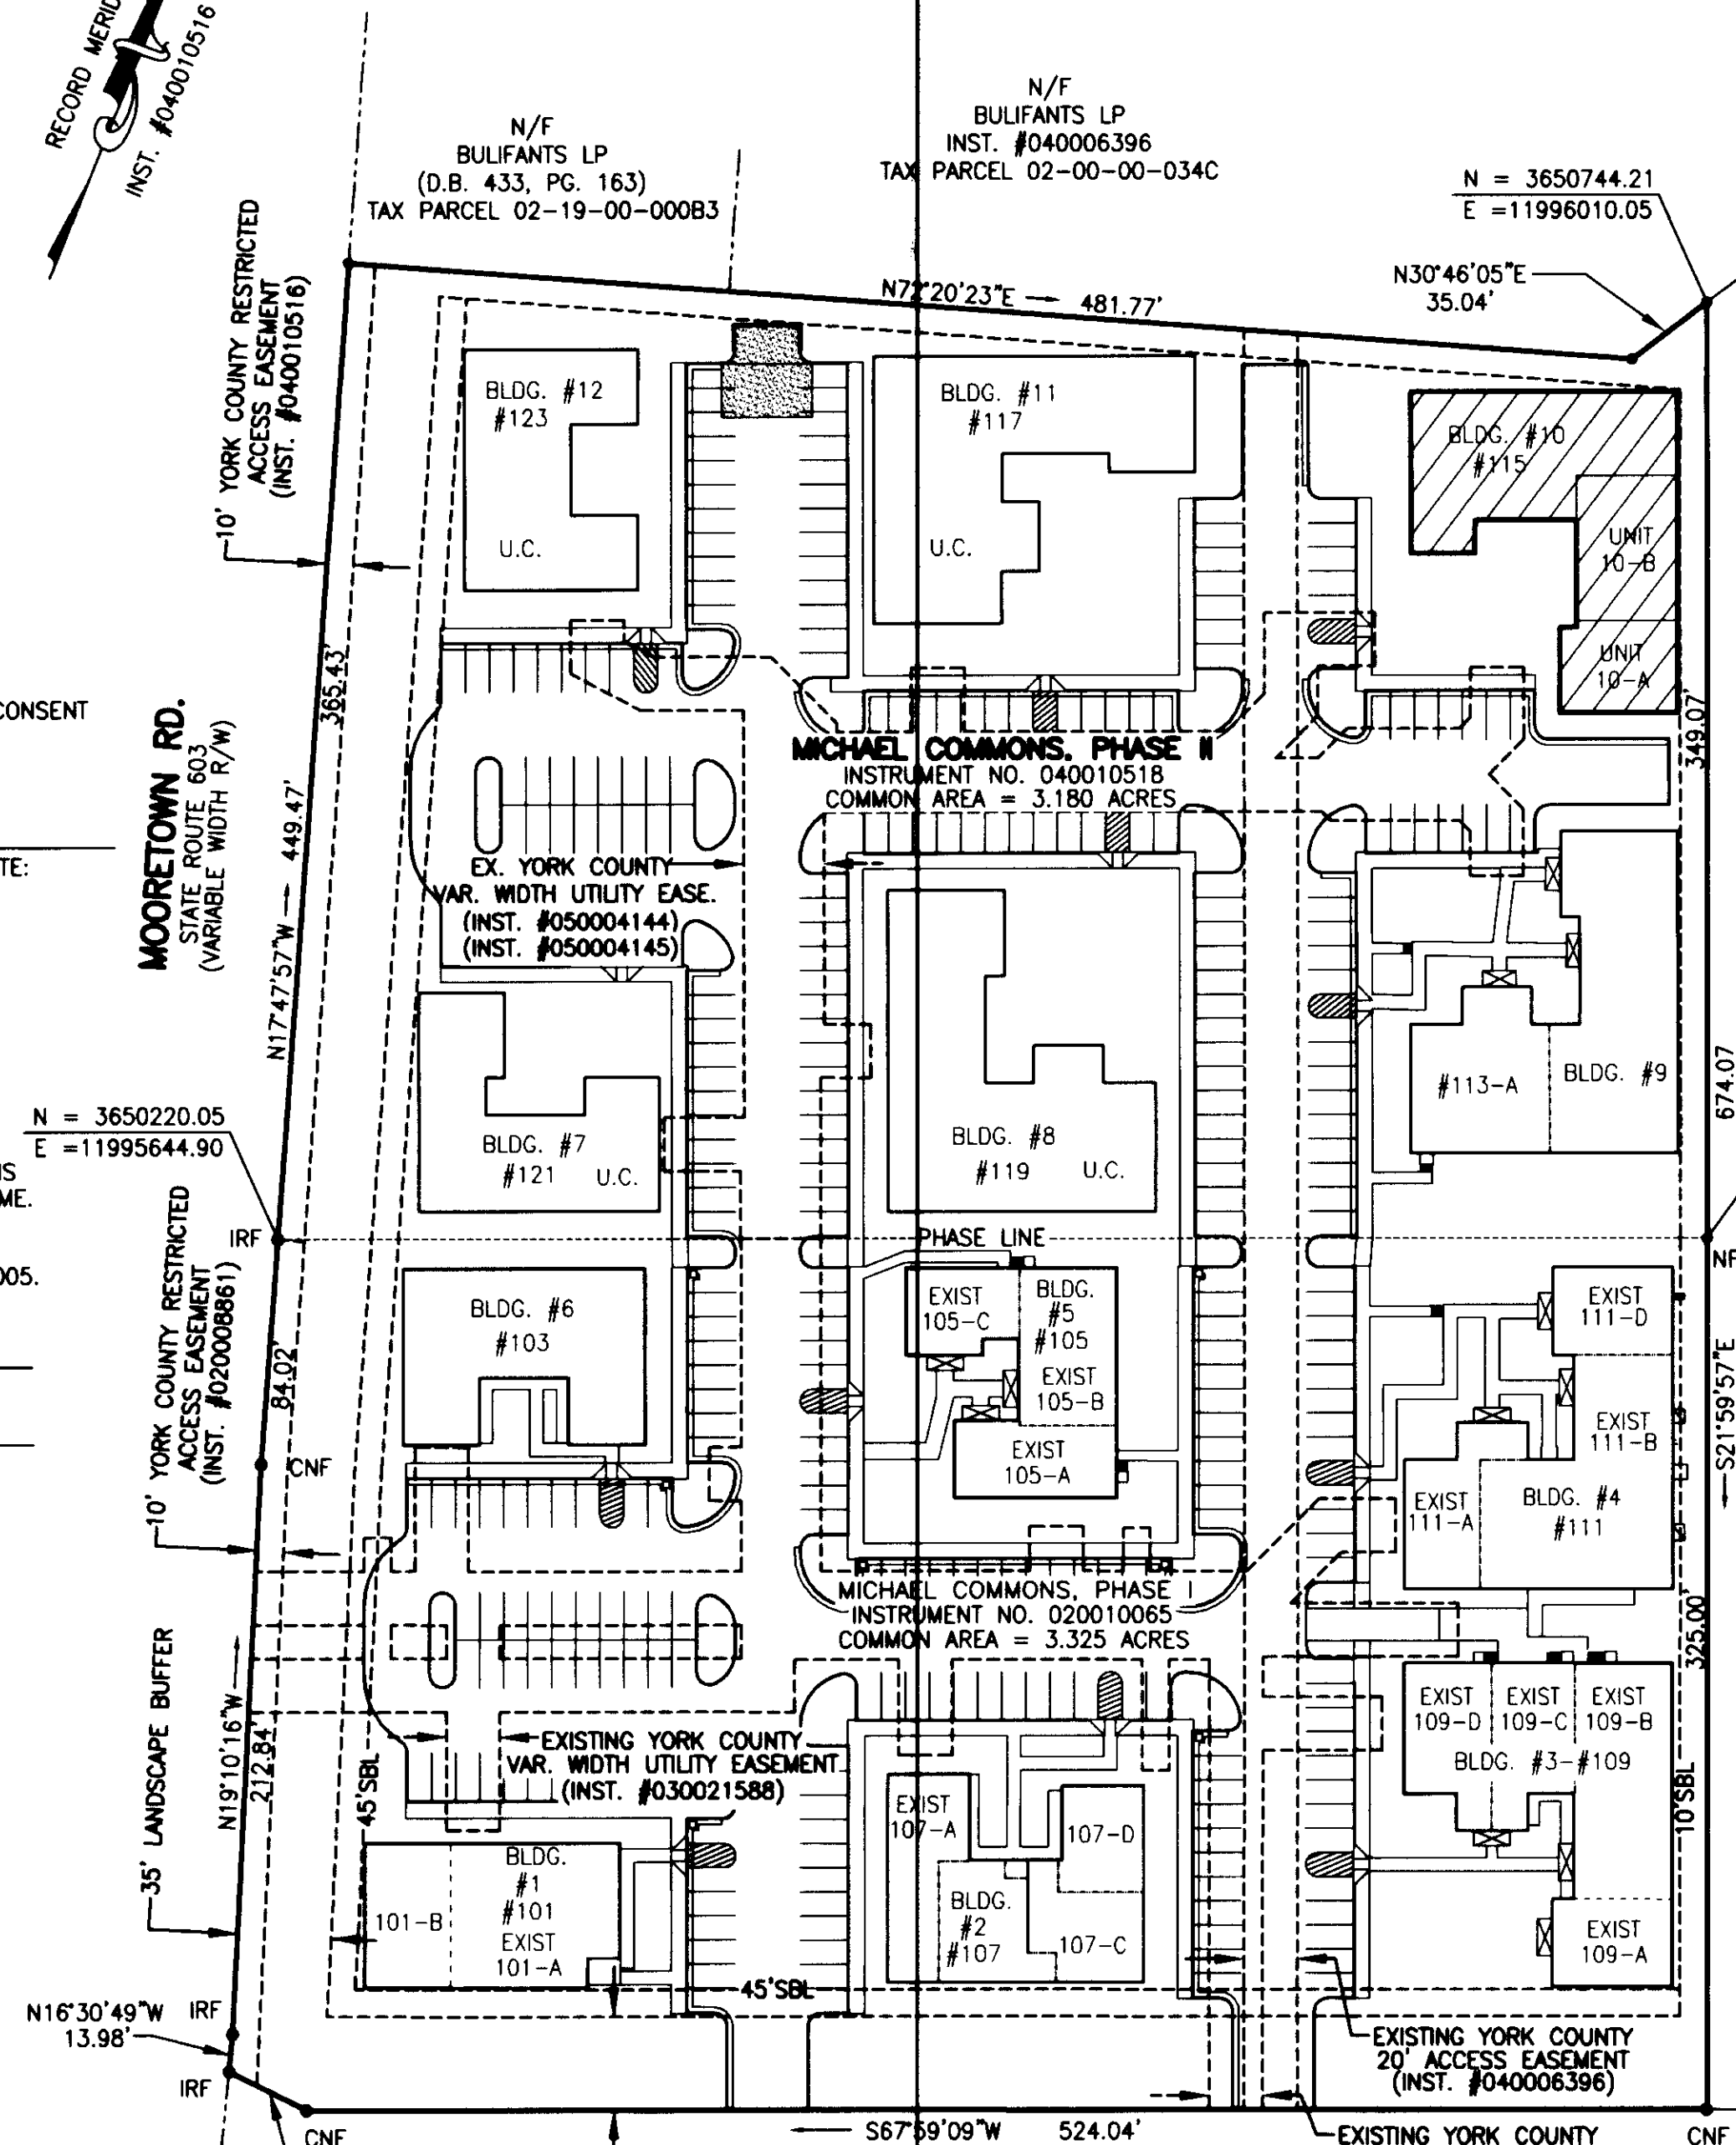 RECORD MERID
INST. #040010516
N/F
BULIFANTS LP
(D.B. 433, PG. 163)
TAX PARCEL 02-19-00-000B3
N/F
BULIFANTS LP
INST. #040006396
TAX PARCEL 02-00-00-034C
N = 3650744.21
E =11996010.05
N30°46'05"E
35.04'
N72°20'23"E
481.77'
10' YORK COUNTY RESTRICTED
ACCESS EASEMENT
(INST. #040010516)
BLDG. #12
#123
U.C.
BLDG. #11
#117
U.C.
BLDG. #10
#115
UNIT
10-B
UNIT
10-A
365.43'
349.07'
CONSENT
MOORETOWN RD.
STATE ROUTE 603
(VARIABLE WIDTH R/W)
N17°47'57"W
449.47'
MICHAEL COMMONS, PHASE II
INSTRUMENT NO. 040010518
COMMON AREA = 3.180 ACRES
TE:
EX. YORK COUNTY
VAR. WIDTH UTILITY EASE.
(INST. #050004144)
(INST. #050004145)
BLDG. #7
#121
U.C.
BLDG. #8
#119
U.C.
#113-A
BLDG. #9
674.07
N = 3650220.05
E =11995644.90
IS
ME.
005.
IRF
PHASE LINE
NF
10' YORK COUNTY RESTRICTED
ACCESS EASEMENT
(INST. #020008861)
84.02'
CNF
BLDG. #6
#103
EXIST
105-C
BLDG.
#5
#105
EXIST
105-B
EXIST
105-A
EXIST
111-D
EXIST
111-B
EXIST
111-A
BLDG. #4
#111
S21°59'57"E
MICHAEL COMMONS, PHASE I
INSTRUMENT NO. 020010065
COMMON AREA = 3.325 ACRES
325.00'
35' LANDSCAPE BUFFER
N19°10'16"W
212.84'
45'SBL
EXISTING YORK COUNTY
VAR. WIDTH UTILITY EASEMENT
(INST. #030021588)
EXIST
109-D
EXIST
109-C
EXIST
109-B
BLDG. #3-#109
10'SBL
EXIST
107-A
107-D
BLDG.
#2
#107
107-C
BLDG.
#1
#101
EXIST
101-A
101-B
EXIST
109-A
45'SBL
N16°30'49"W
13.98'
IRF
IRF
EXISTING YORK COUNTY
20' ACCESS EASEMENT
(INST. #040006396)
CNF
S67°59'09"W
524.04'
EXISTING YORK COUNTY
CNF